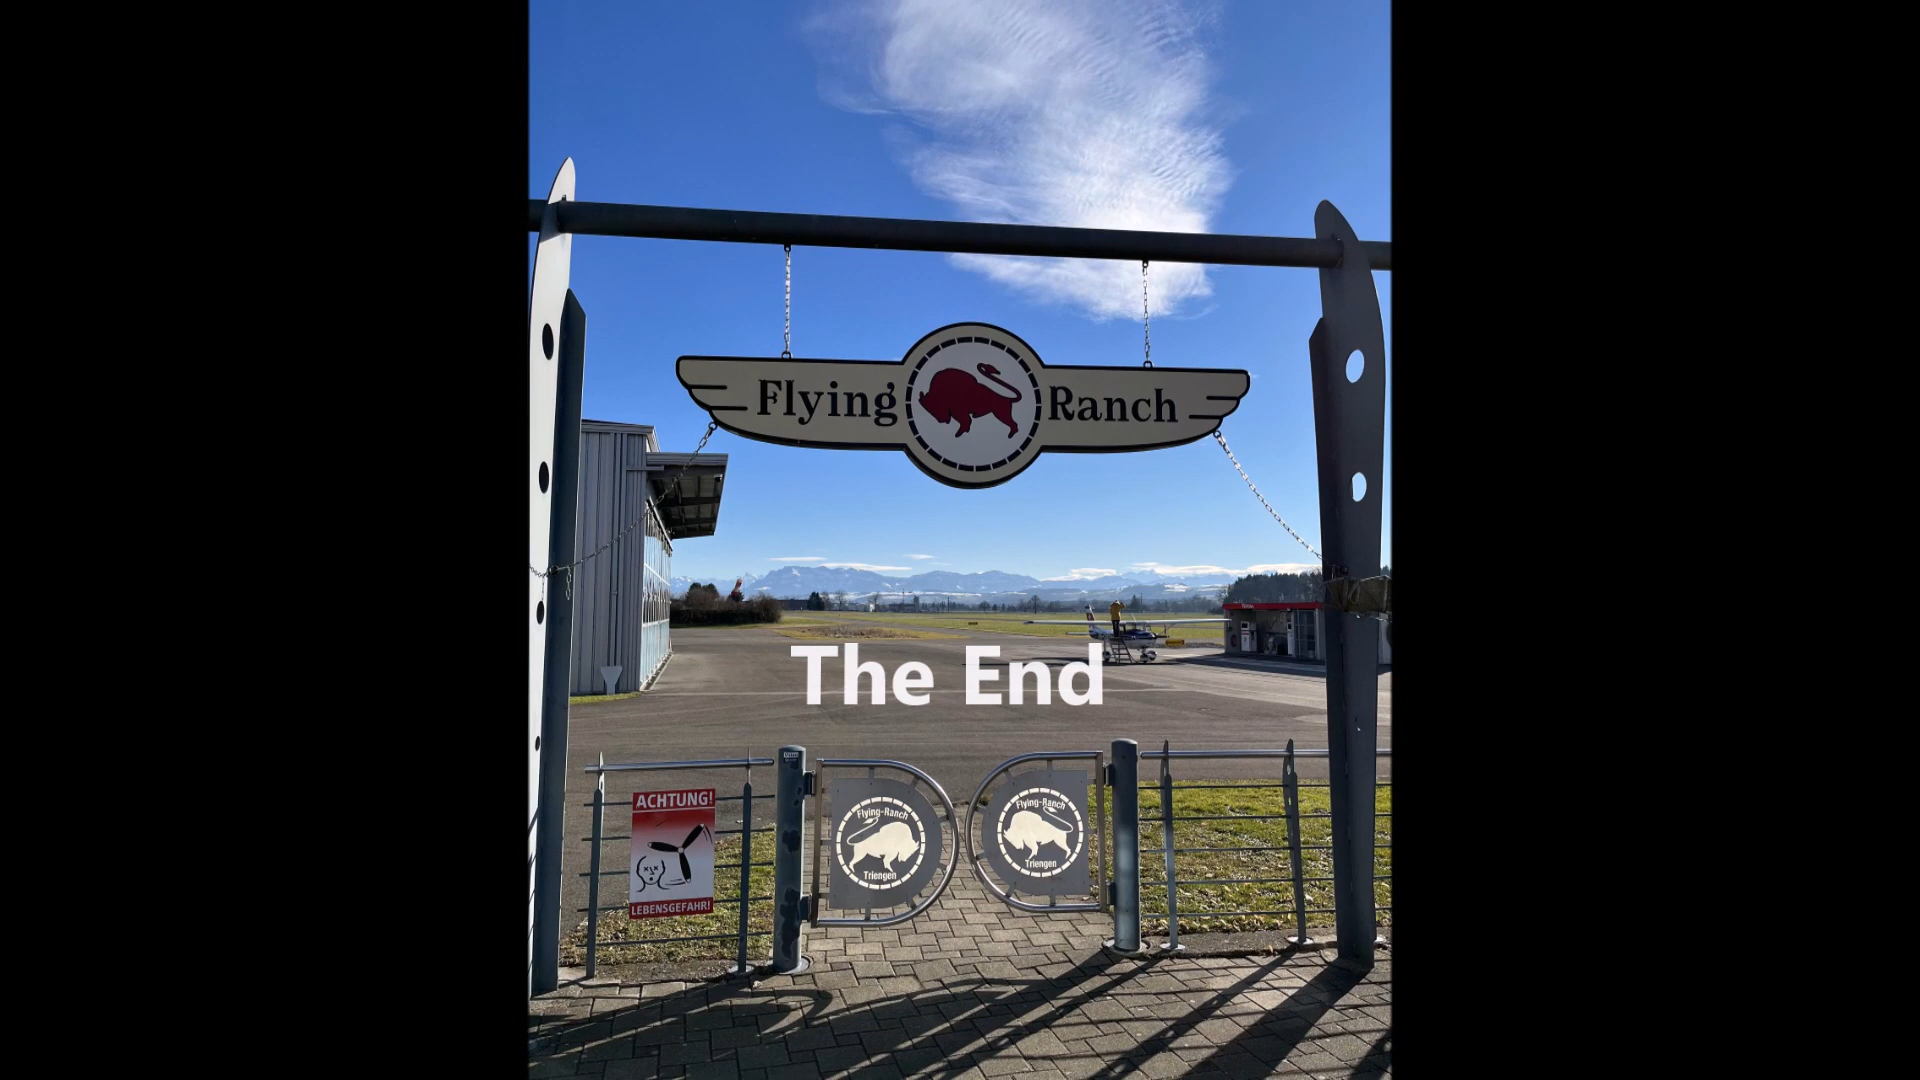 Flying Ranch
The End
ACHTUNG!
LEBENSGEFAHR!
Flying-Ranch
Triengen
Flying-Ranch
Triengen